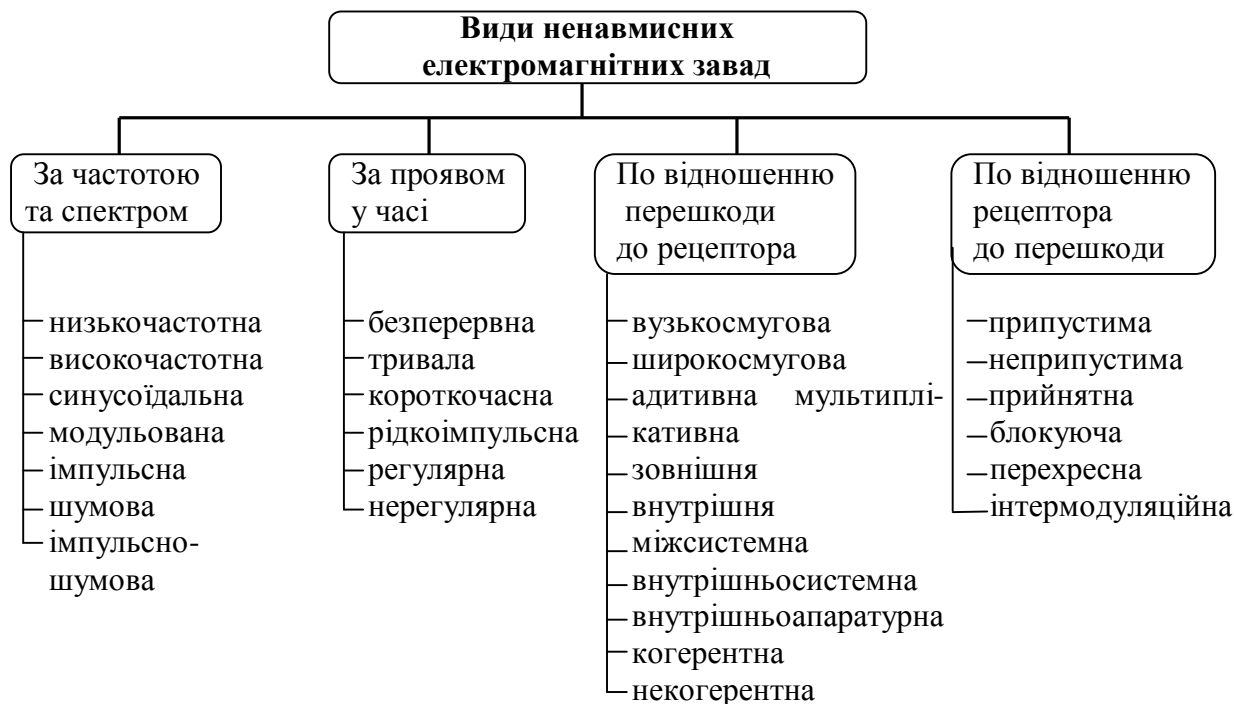 Види ненавмисних
електромагнітних завад
За частотою
та спектром
низькочастотна
високочастотна
синусоїдальна
модульована
імпульсна
шумова
імпульсно-
шумова
За проявом
у часі
безперервна
тривала
короткочасна
рідкоімпульсна
регулярна
нерегулярна
По відношенню
перешкоди
до рецептора
вузькосмугова
широкосмугова
адитивна мультиплі-
кативна
зовнішня
внутрішня
міжсистемна
внутрішньосистемна
внутрішньоапаратурна
когерентна
некогерентна
По відношенню
рецептора
до перешкоди
припустима
неприпустима
прийнятна
блокуюча
перехресна
інтермодуляційна